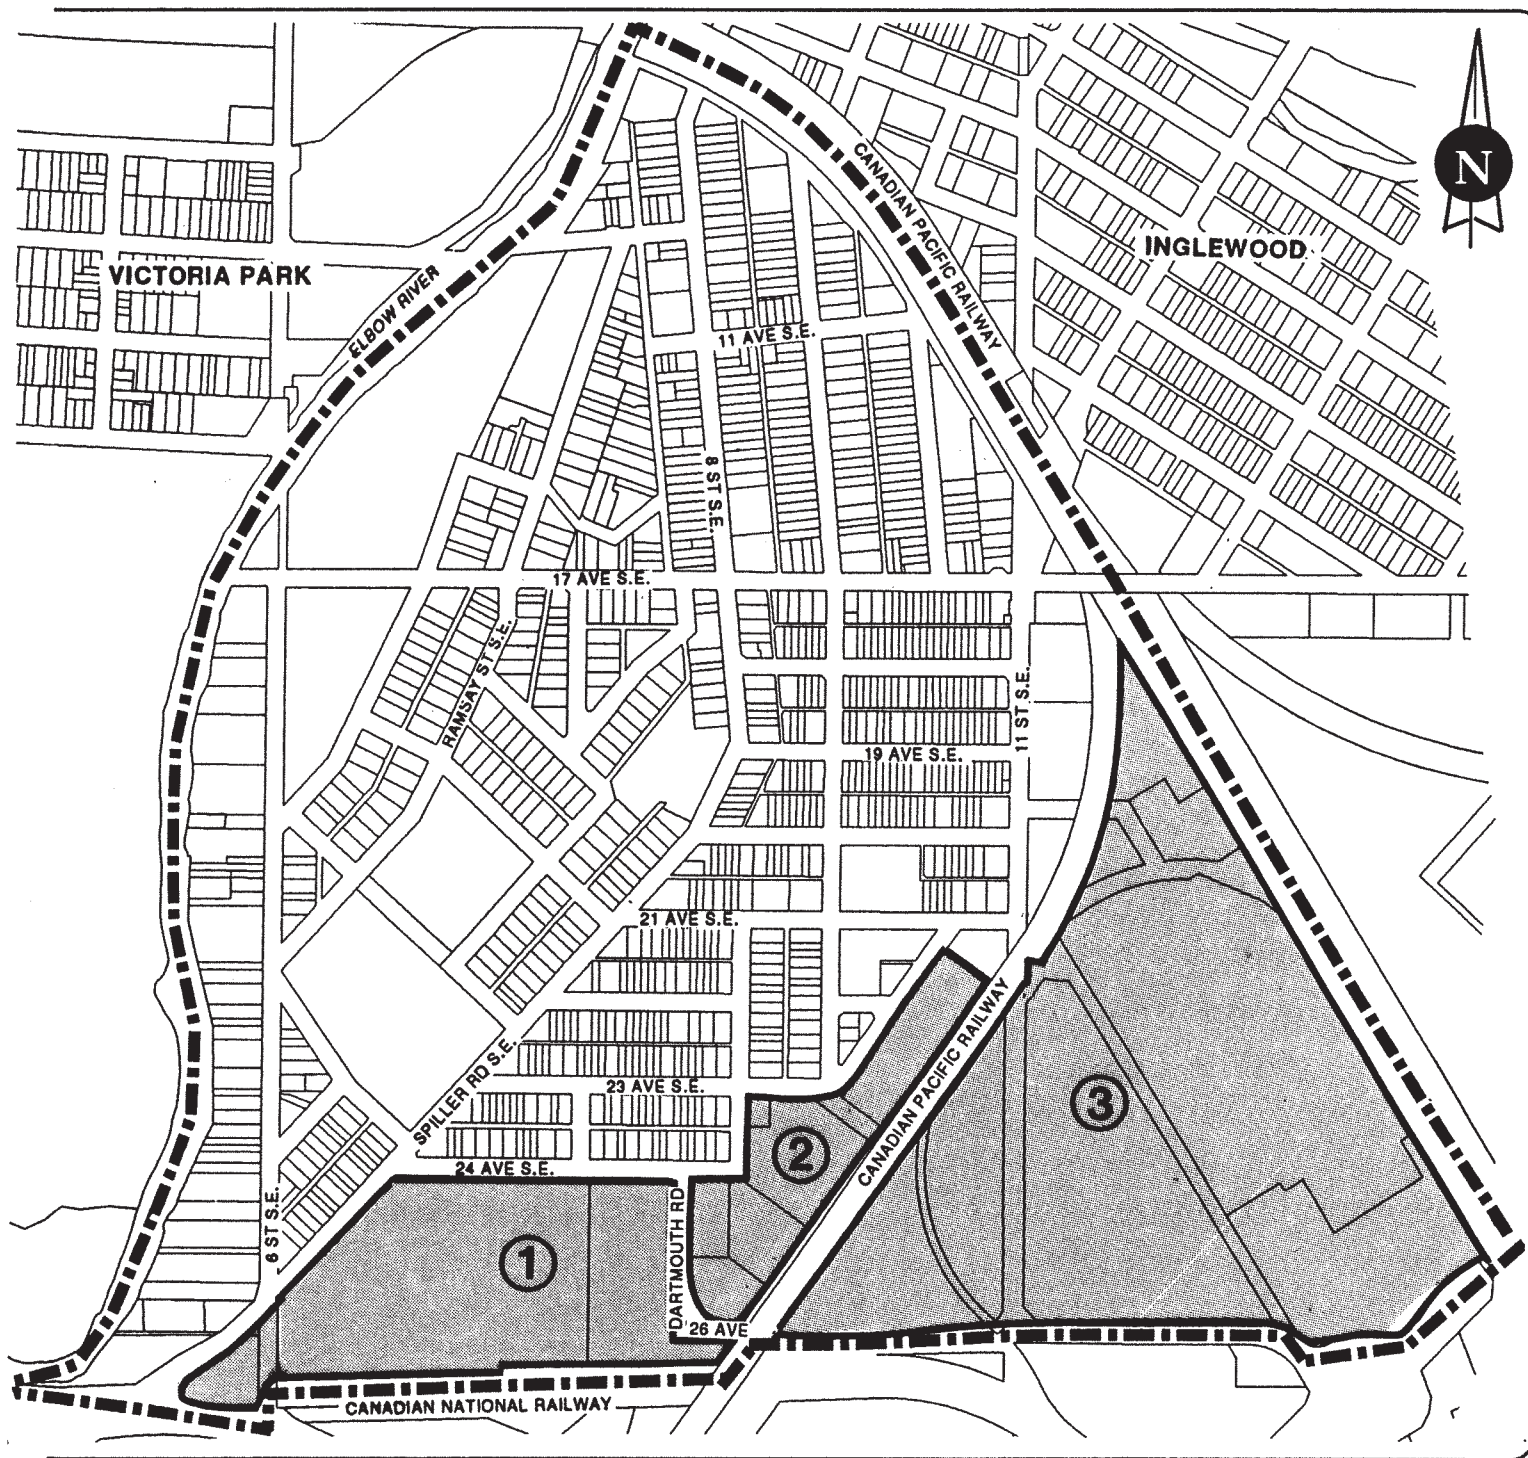 N
CANADIAN PACIFIC RAILWAY
INGLEWOOD
VICTORIA PARK
ELBOW RIVER
11 AVE S.E.
8 ST S.E.
17 AVE S.E.
RAMSAY ST S.E.
11 ST S.E.
19 AVE S.E.
21 AVE S.E.
CANADIAN PACIFIC RAILWAY
SPILLER RD S.E.
23 AVE S.E.
3
2
24 AVE S.E.
6 ST S.E.
DARTMOUTH RD
1
26 AVE
CANADIAN NATIONAL RAILWAY